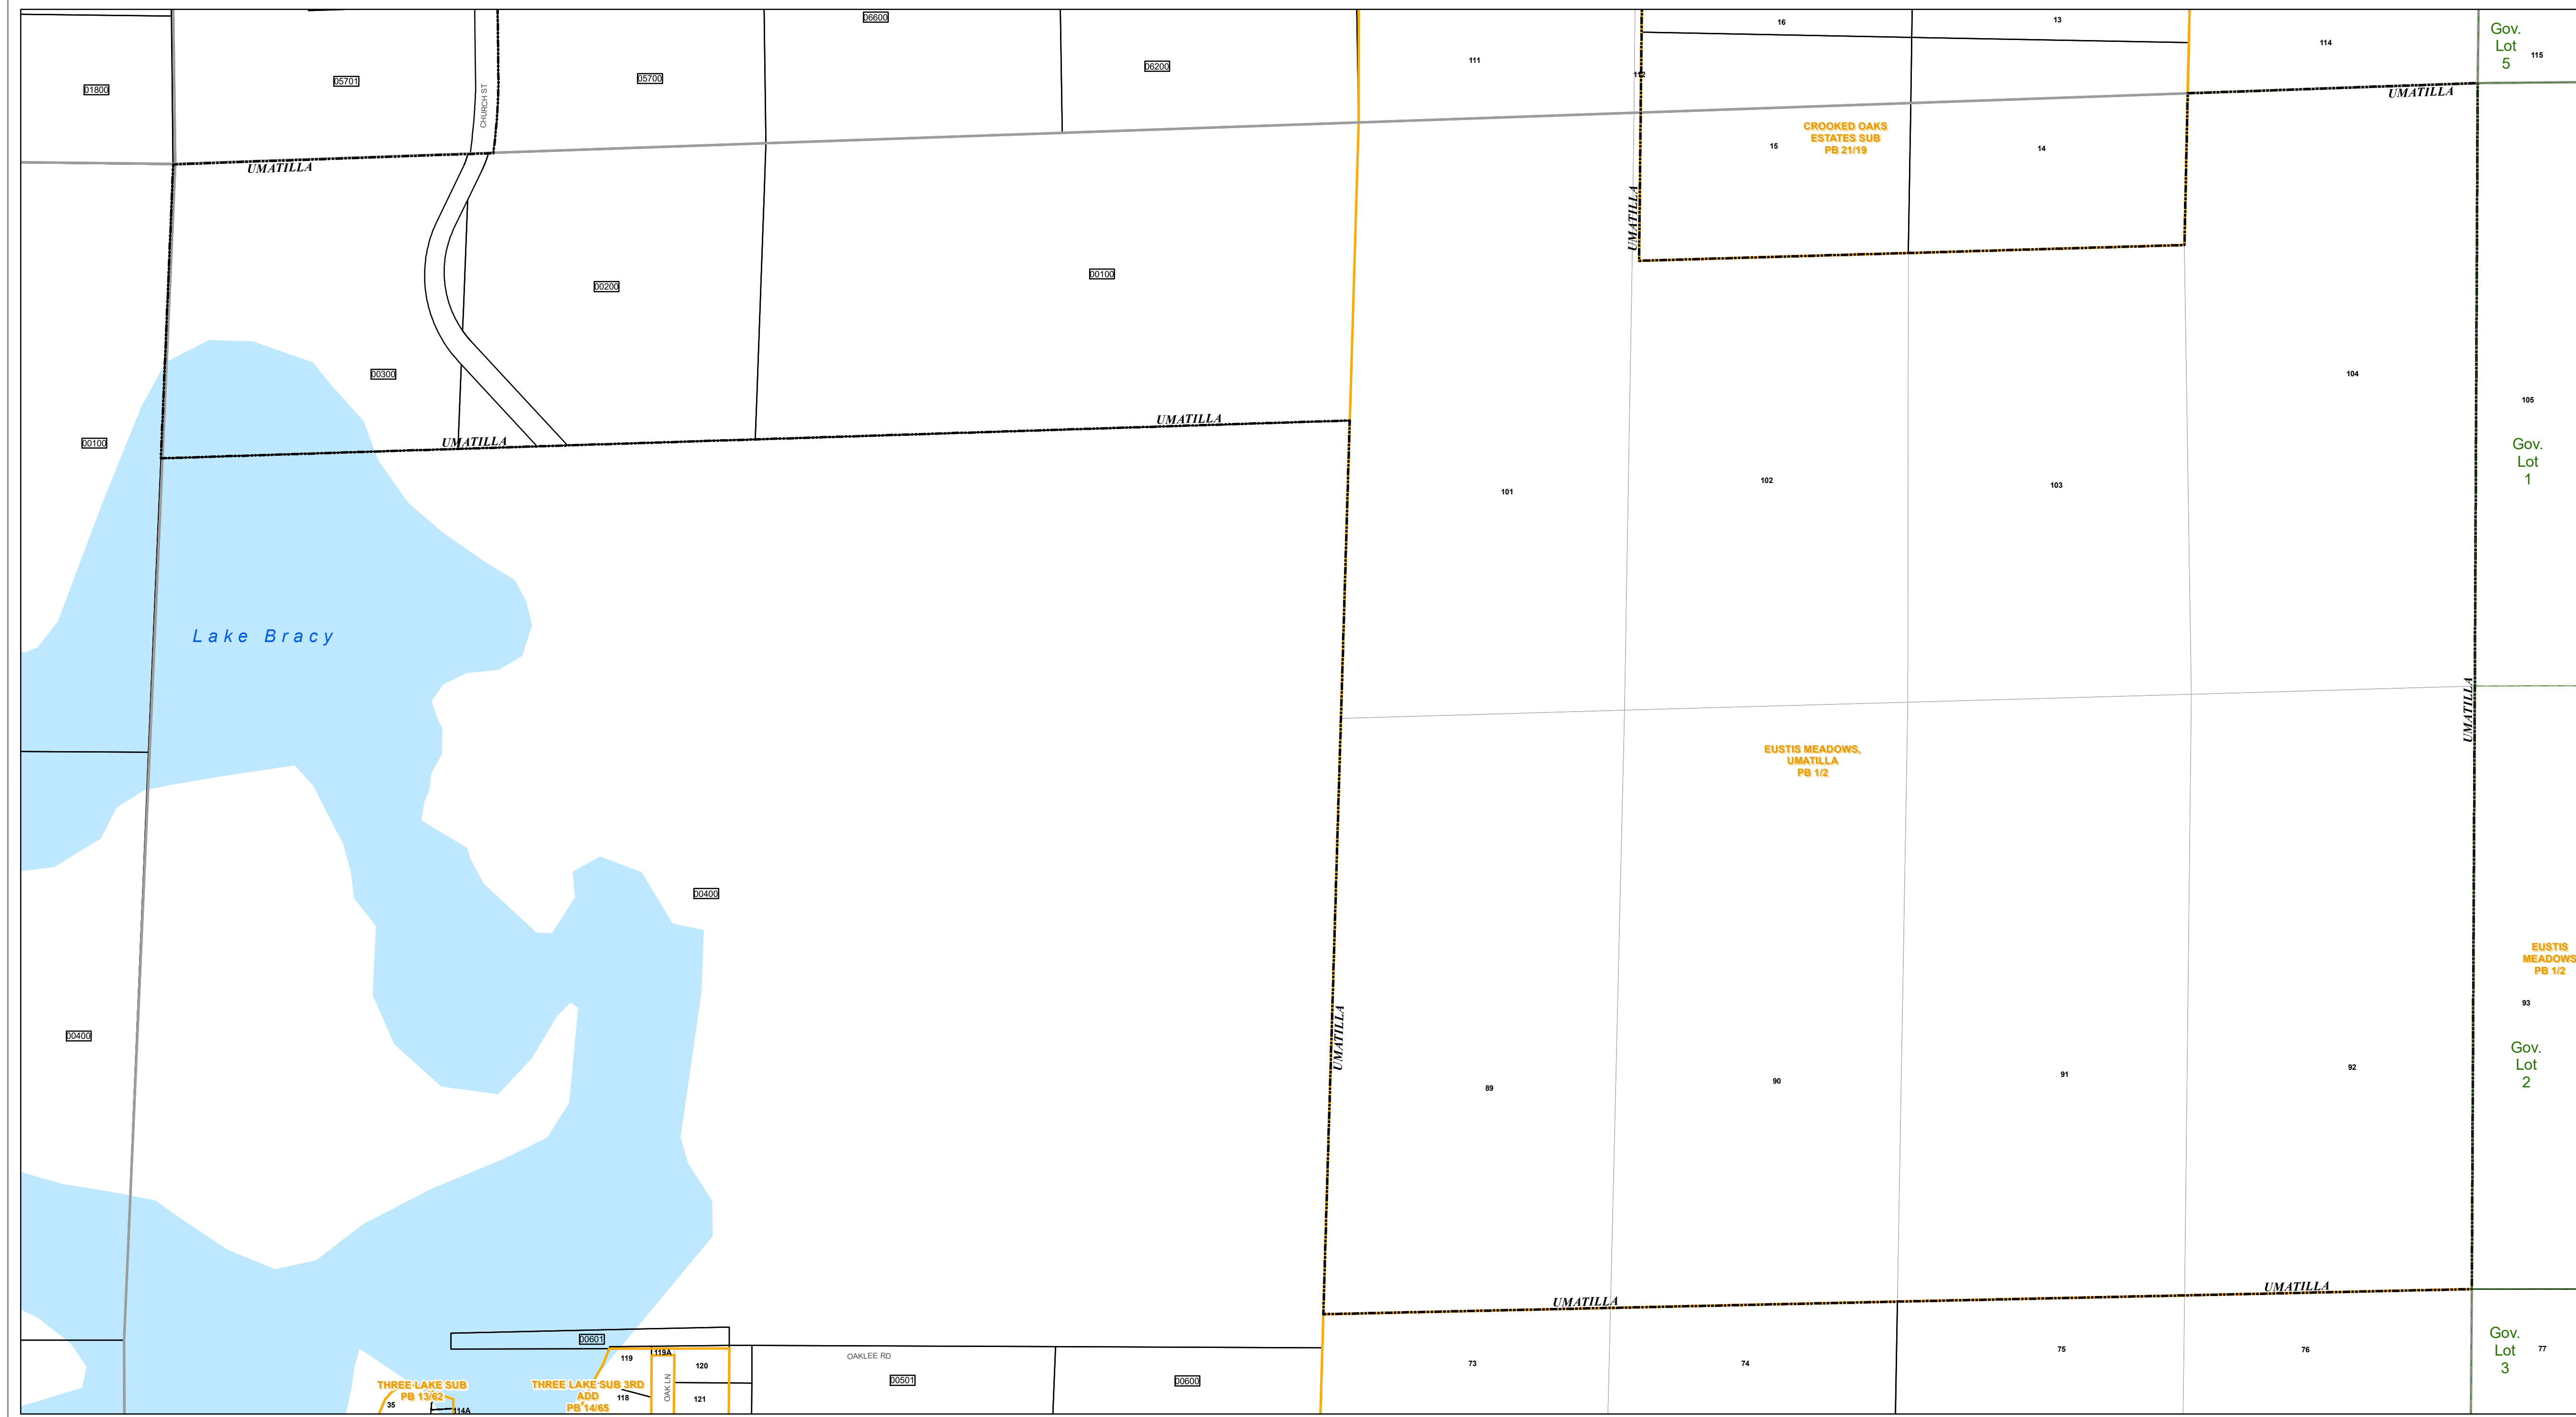 06600
16
13
Gov.
Lot
5
115
114
111
112
06200
05700
05701
01800
CHURCH ST
UMATILLA
UMATILLA
CROOKED OAKS
ESTATES SUB
PB 21/19
15
14
UMATILLA
00100
00200
00300
104
105
UMATILLA
UMATILLA
00100
Gov.
Lot
1
101
102
103
Lake Bracy
UMATILLA
EUSTIS MEADOWS,
UMATILLA
PB 1/2
00400
EUSTIS
MEADOWS
PB 1/2
93
00400
UMATILLA
Gov.
Lot
2
89
90
91
92
UMATILLA
UMATILLA
00601
Gov.
Lot
3
77
119
119A
120
OAKLEE RD
73
74
75
76
THREE LAKE SUB
PB 13/62
THREE LAKE SUB 3RD
ADD
PB 14/65
OAK LN
00501
00600
118
121
35
114A